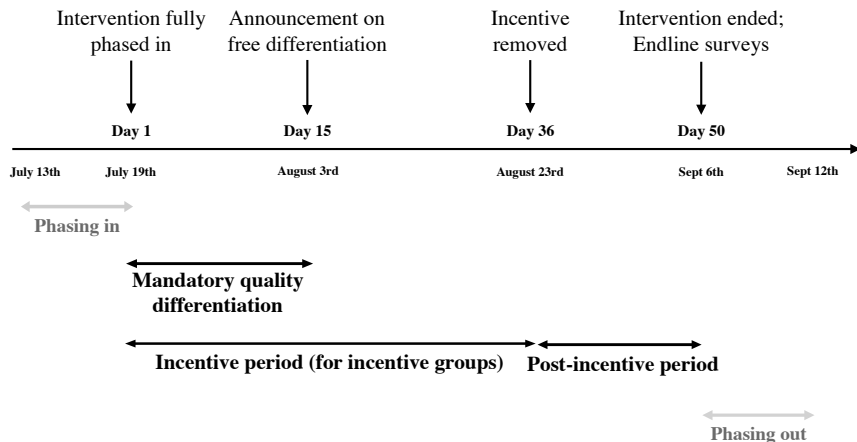 Intervention fully
phased in
Announcement on
free differentiation
Incentive
removed
Intervention ended;
Endline surveys
Day 1
Day 15
Day 36
Day 50
July 13th
July 19th
August 3rd
August 23rd
Sept 6th
Sept 12th
Phasing in
Mandatory quality
differentiation
Incentive period (for incentive groups)
Post-incentive period
Phasing out